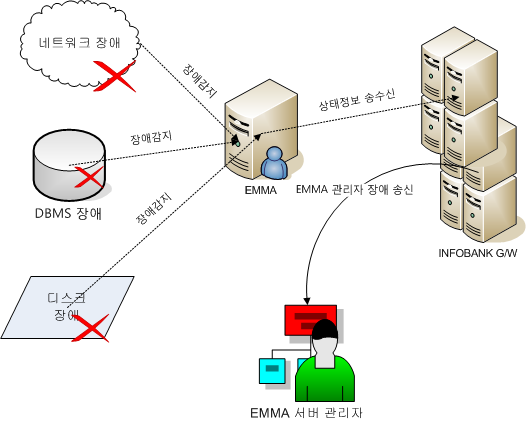 네트워크 장애
장애감지
상태정보 송수신
장애감지
DBMS 장애
EMMA
EMMA 관리자 장애 송신
장애감지
INFOBANK G/W
디스크
장애
EMMA 서버 관리자